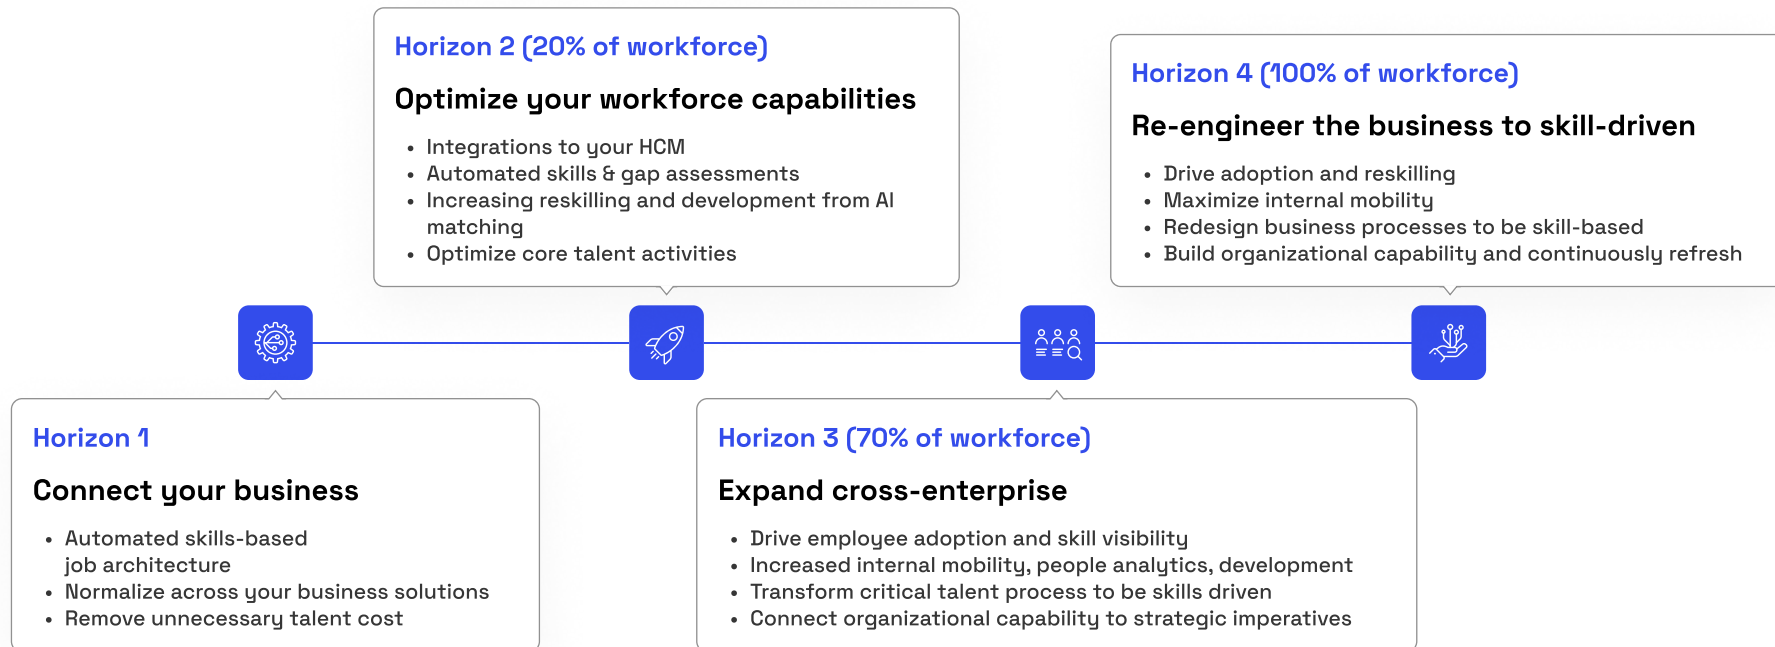 Horizon 1
Connect your business
• Automated skills-based
job architecture
• Normalize across your business solutions
• Remove unnecessary talent cost
Horizon 2 (20% of workforce)
Optimize your workforce capabilities
• Integrations to your HCM
• Automated skills & gap assessments
• Increasing reskilling and development from AI
matching
• Optimize core talent activities
Horizon 3 (70% of workforce)
Expand cross-enterprise
• Drive employee adoption and skill visibility
• Increased internal mobility, people analytics, development
• Transform critical talent process to be skills driven
• Connect organizational capability to strategic imperatives
Horizon 4 (100% of workforce)
Re-engineer the business to skill-driven
• Drive adoption and reskilling
• Maximize internal mobility
• Redesign business processes to be skill-based
• Build organizational capability and continuously refresh